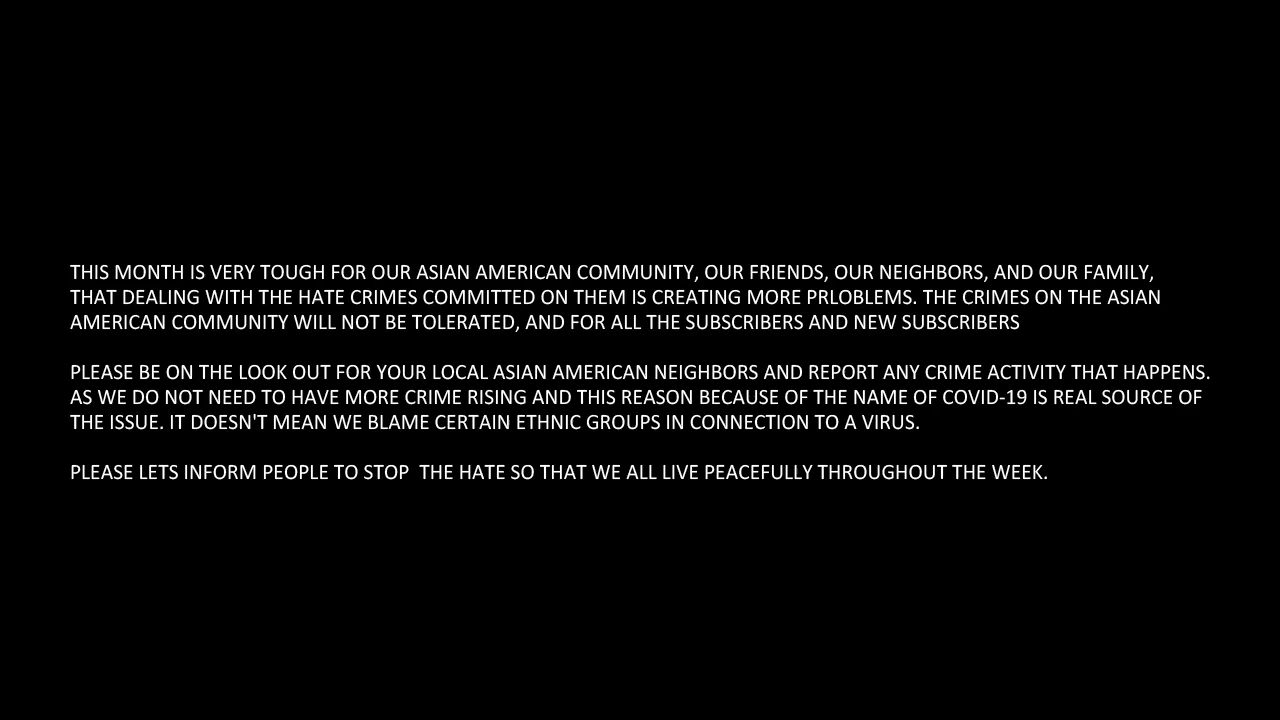 THIS MONTH IS VERY TOUGH FOR OUR ASIAN AMERICAN COMMUNITY, OUR FRIENDS, OUR NEIGHBORS, AND OUR FAMILY,
THAT DEALING WITH THE HATE CRIMES COMMITTED ON THEM IS CREATING MORE PRLOBLEMS. THE CRIMES ON THE ASIAN
AMERICAN COMMUNITY WILL NOT BE TOLERATED, AND FOR ALL THE SUBSCRIBERS AND NEW SUBSCRIBERS
PLEASE BE ON THE LOOK OUT FOR YOUR LOCAL ASIAN AMERICAN NEIGHBORS AND REPORT ANY CRIME ACTIVITY THAT HAPPENS.
AS WE DO NOT NEED TO HAVE MORE CRIME RISING AND THIS REASON BECAUSE OF THE NAME OF COVID-19 IS REAL SOURCE OF
THE ISSUE. IT DOESN'T MEAN WE BLAME CERTAIN ETHNIC GROUPS IN CONNECTION TO A VIRUS.
PLEASE LETS INFORM PEOPLE TO STOP  THE HATE SO THAT WE ALL LIVE PEACEFULLY THROUGHOUT THE WEEK.